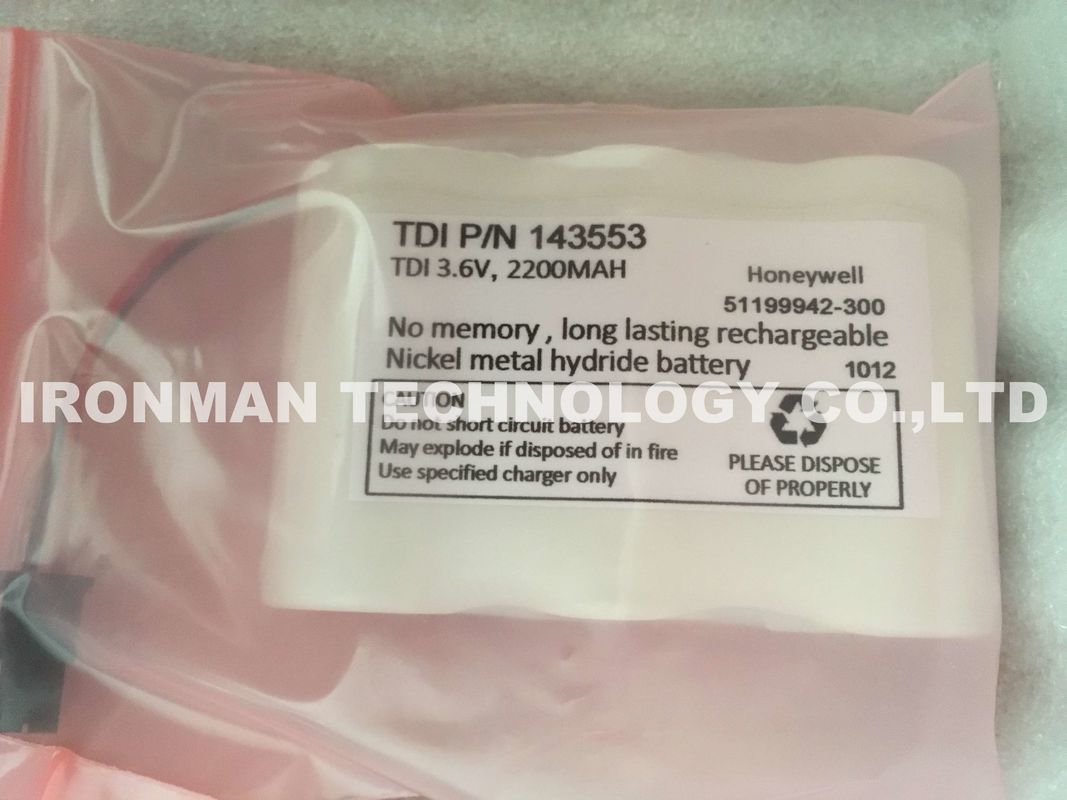 TDI P/N 143553
TDI 3.6V, 2200MAH
Honeywell
51199942-300
No memory , long lasting rechargeable
Nickel metal hydride battery 1012
IRONMAN TECHNOLOGY CO.,LTD
CAUTION
Do not short circuit battery
May explode if disposed of in fire
Use specified charger only
PLEASE DISPOSE
OF PROPERLY